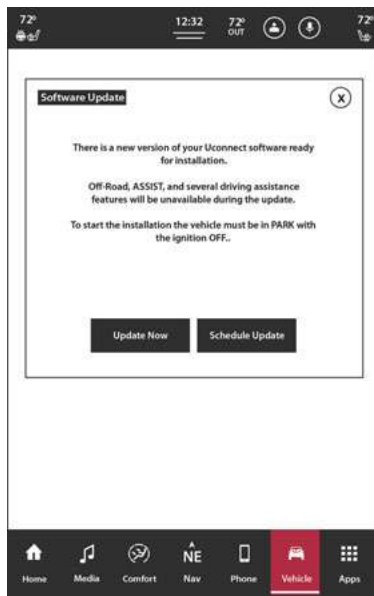 72° 12:32 72° 72°
OUT
Software Update X
There is a new version of your Uconnect software ready
for installation.
Off-Road, ASSIST, and several driving assistance
features will be unavailable during the update.
To start the installation the vehicle must be in PARK with
the ignition OFF..
Update Now Schedule Update
NE
Home Media Comfort Nav Phone Vehicle Apps